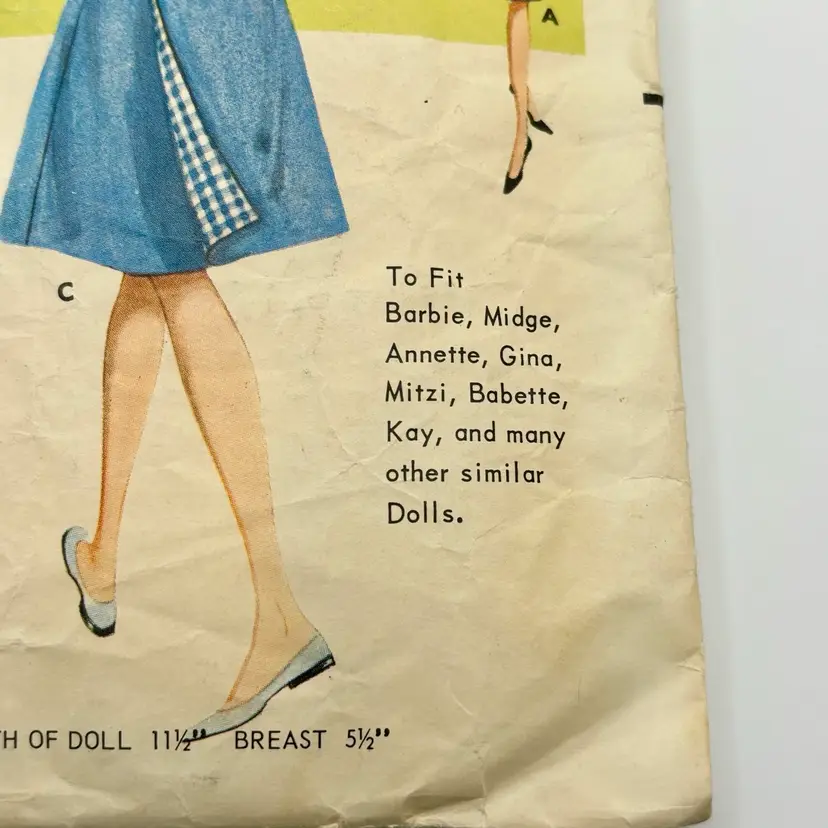 A
C
To Fit
Barbie, Midge,
Annette, Gina,
Mitzi, Babette,
Kay, and many
other similar
Dolls.
TH OF DOLL 11½" BREAST 5½"